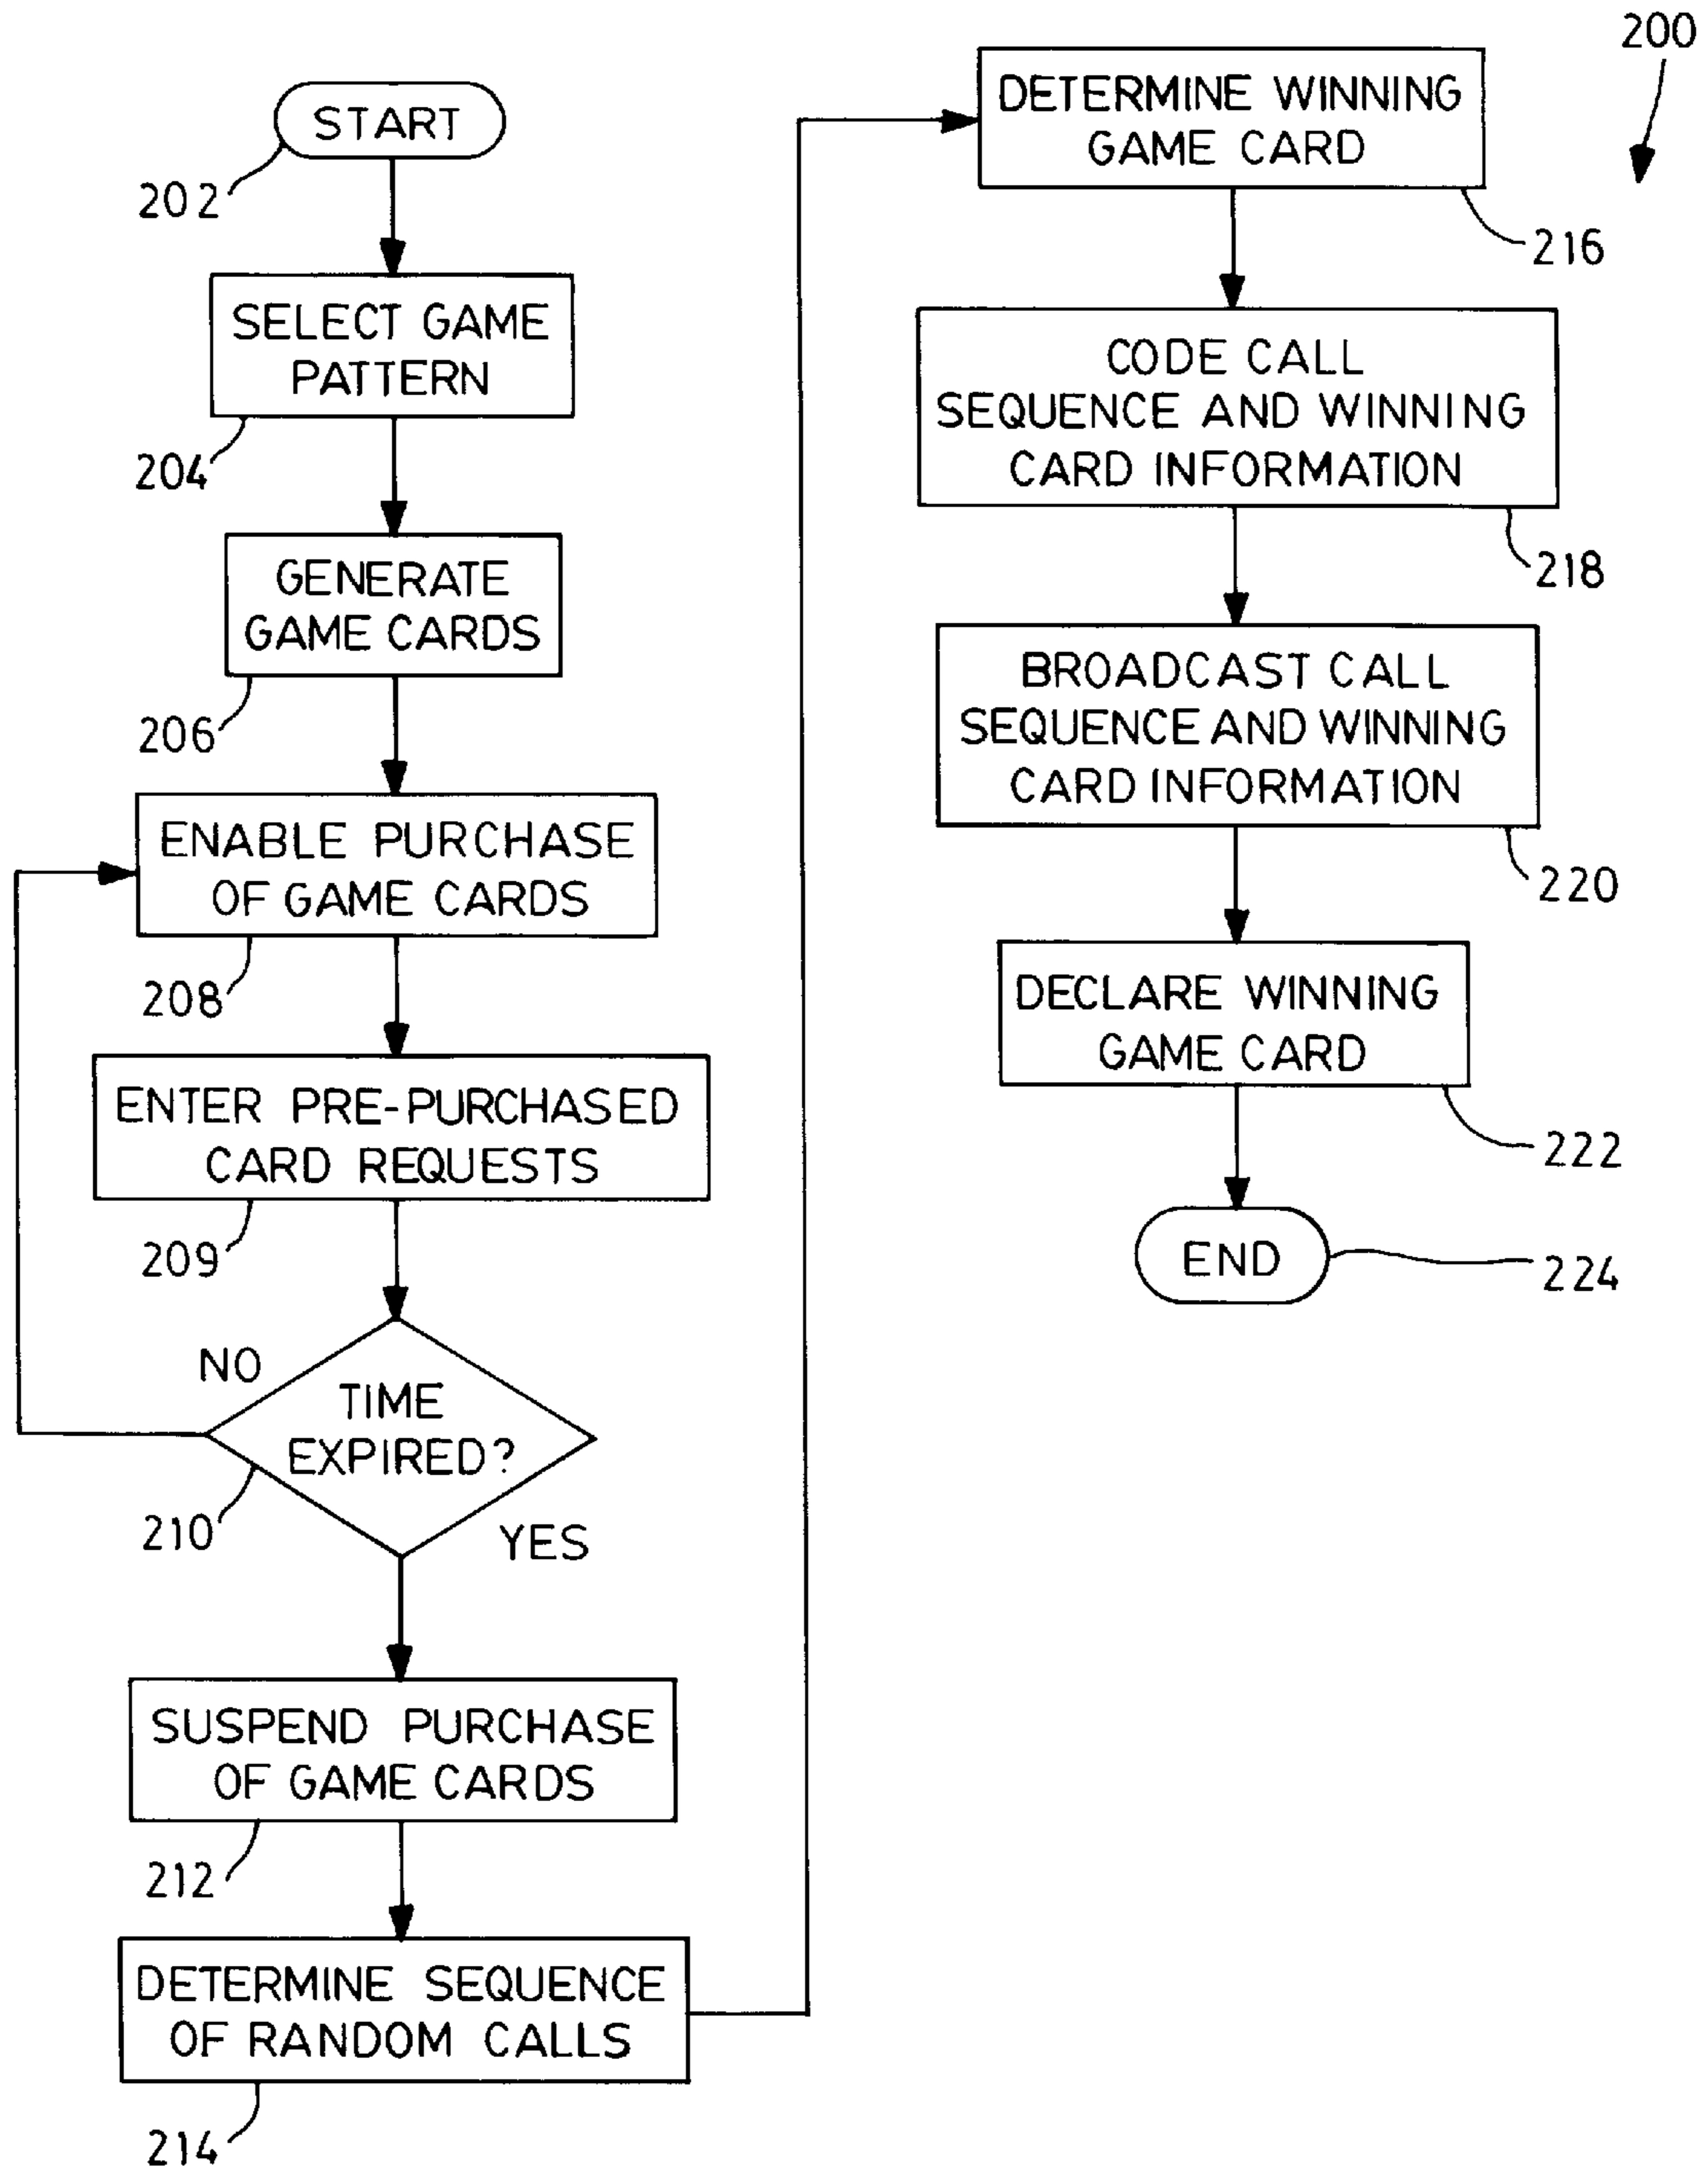 START
202
SELECT GAME
PATTERN
204
GENERATE
GAME CARDS
206
ENABLE PURCHASE
OF GAME CARDS
208
ENTER PRE-PURCHASED
CARD REQUESTS
209
NO
TIME
EXPIRED?
210
YES
SUSPEND PURCHASE
OF GAME CARDS
212
DETERMINE SEQUENCE
OF RANDOM CALLS
214
200
DETERMINE WINNING
GAME CARD
216
CODE CALL
SEQUENCE AND WINNING
CARD INFORMATION
218
BROADCAST CALL
SEQUENCE AND WINNING
CARD INFORMATION
220
DECLARE WINNING
GAME CARD
222
END
224